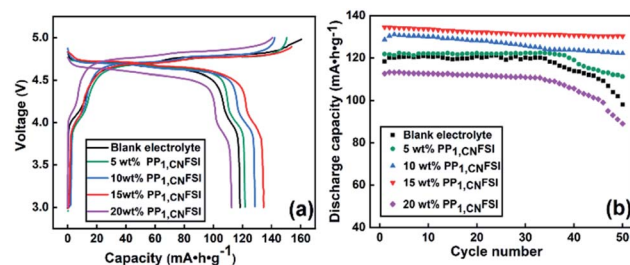 (a)
5.0
4.5
4.0
3.5
3.0
Voltage (V)
Blank electrolyte
5 wt% PP1,CNFSI
10wt% PP1,CNFSI
15wt% PP1,CNFSI
20wt% PP1,CNFSI
(a)
0 20 40 60 80 100 120 140 160
Capacity (mA•h•g-1)
(b)
140
120
100
80
60
40
Discharge capacity (mA•h•g-1)
Blank electrolyte
5 wt% PP1,CNFSI
10 wt% PP1,CNFSI
15 wt% PP1,CNFSI
20 wt% PP1,CNFSI
(b)
0 10 20 30 40 50
Cycle number